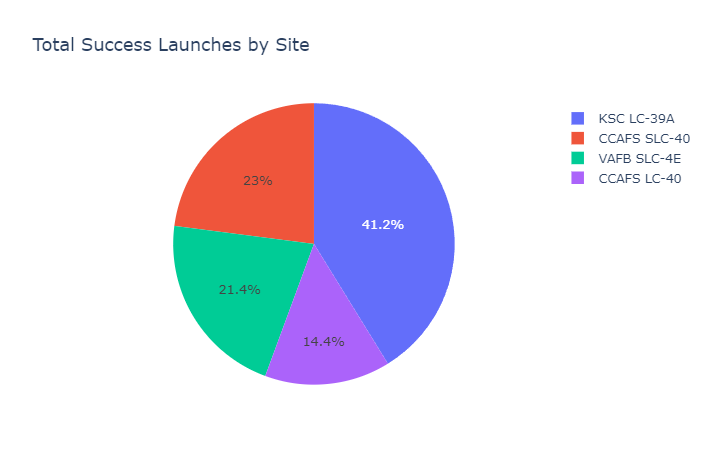 Total Success Launches by Site
KSC LC-39A
CCAFS SLC-40
VAFB SLC-4E
CCAFS LC-40
23%
41.2%
21.4%
14.4%